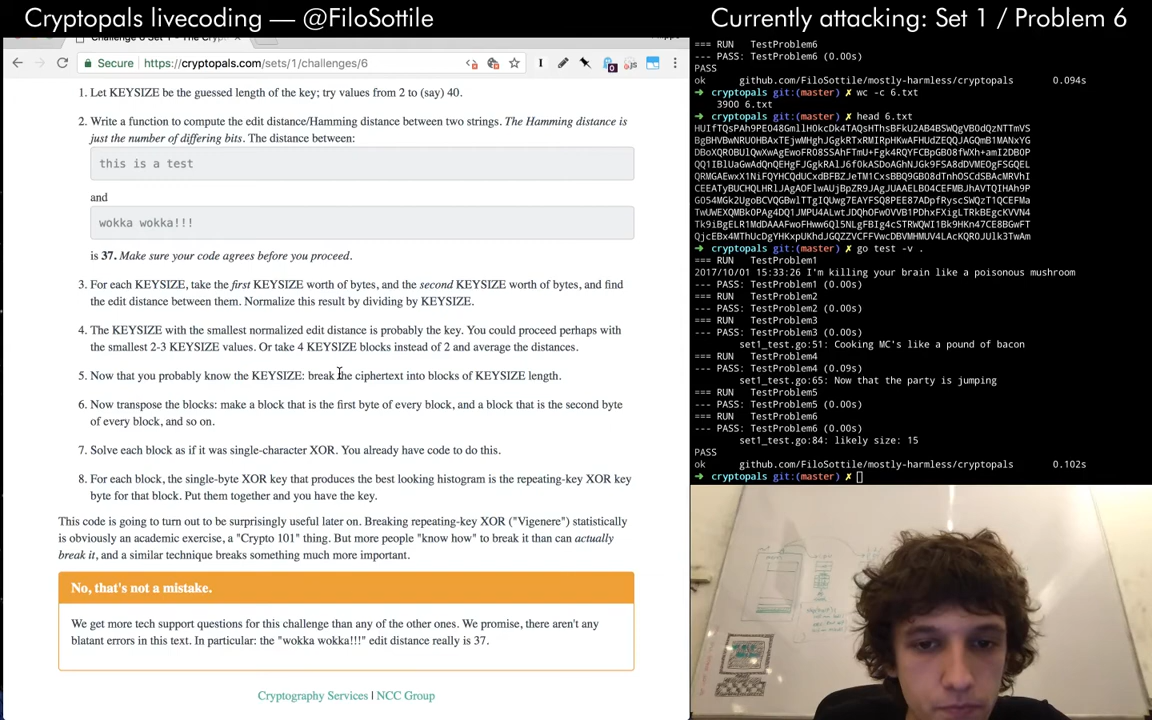 Cryptopals livecoding — @FiloSottile
Currently attacking: Set 1 / Problem 6
Challenge 6 Set 1 - The Cryp
Secure
https://cryptopals.com/sets/1/challenges/6
1. Let KEYSIZE be the guessed length of the key; try values from 2 to (say) 40.
2. Write a function to compute the edit distance/Hamming distance between two strings. The Hamming distance is
just the number of differing bits. The distance between:
this is a test
and
wokka wokka!!!
is 37. Make sure your code agrees before you proceed.
3. For each KEYSIZE, take the first KEYSIZE worth of bytes, and the second KEYSIZE worth of bytes, and find
the edit distance between them. Normalize this result by dividing by KEYSIZE.
4. The KEYSIZE with the smallest normalized edit distance is probably the key. You could proceed perhaps with
the smallest 2-3 KEYSIZE values. Or take 4 KEYSIZE blocks instead of 2 and average the distances.
5. Now that you probably know the KEYSIZE: break the ciphertext into blocks of KEYSIZE length.
6. Now transpose the blocks: make a block that is the first byte of every block, and a block that is the second byte
of every block, and so on.
7. Solve each block as if it was single-character XOR. You already have code to do this.
8. For each block, the single-byte XOR key that produces the best looking histogram is the repeating-key XOR key
byte for that block. Put them together and you have the key.
This code is going to turn out to be surprisingly useful later on. Breaking repeating-key XOR ("Vigenere") statistically
is obviously an academic exercise, a "Crypto 101" thing. But more people "know how" to break it than can actually
break it, and a similar technique breaks something much more important.
No, that's not a mistake.
We get more tech support questions for this challenge than any of the other ones. We promise, there aren't any
blatant errors in this text. In particular: the "wokka wokka!!!" edit distance really is 37.
Cryptography Services | NCC Group
=== RUN TestProblem6
--- PASS: TestProblem6 (0.00s)
PASS
ok github.com/FiloSottile/mostly-harmless/cryptopals 0.094s
➜ cryptopals git:(master) ✗ wc -c 6.txt
3900 6.txt
➜ cryptopals git:(master) ✗ head 6.txt
HUIfTQsPAh9PE048GmllH0kcDk4TAQsHThsBFkU2AB4BSWQgVB0dQzNTTmVS
BgBHVBwNRU0HBAxTEjwMHghJGgkRTxRMIRpHKwAFHUdZEQQJAGQmB1MANxYG
DBoXQR0BUlQwXwAgEwoFR08SSAhFTmU+Fgk4RQYFCBpGB08fWXh+amI2DB0P
QQ1IBlUaGwAdQnQEHgFJGgkRAlJ6f0kASDoAGhNJGk9FSA8dDVMEOgFSGQEL
QRMGAEwxX1NiFQYHCQdUCxdBFBZJeTM1CxsBBQ9GB08dTnhOSCdSBAcMRVhI
CEEATyBUCHQLHRlJAgAOFlwAUjBpZR9JAgJUAAELB04CEFMBJhAVTQIHAh9P
G054MGk2UgoBCVQGBwlTTgIQUwg7EAYFSQ8PEE87ADpfRyscSWQzT1QCEFMa
TwUWEXQMBk0PAg4DQ1JMPU4ALwtJDQhOFw0VVB1PDhxFXigLTRkBEgcKVVN4
Tk9iBgELR1MdDAAAFwoFHww6Ql5NLgFBIg4cSTRWQWI1Bk9HKn47CE8BGwFT
QjcEBx4MThUcDgYHKxpUKhdJGQZZVCFFVwcDBVMHMUV4LAcKQR0JUlk3TwAm
➜ cryptopals git:(master) ✗ go test -v .
=== RUN TestProblem1
2017/10/01 15:33:26 I'm killing your brain like a poisonous mushroom
--- PASS: TestProblem1 (0.00s)
=== RUN TestProblem2
--- PASS: TestProblem2 (0.00s)
=== RUN TestProblem3
--- PASS: TestProblem3 (0.00s)
set1_test.go:51: Cooking MC's like a pound of bacon
=== RUN TestProblem4
--- PASS: TestProblem4 (0.09s)
set1_test.go:65: Now that the party is jumping
=== RUN TestProblem5
--- PASS: TestProblem5 (0.00s)
=== RUN TestProblem6
--- PASS: TestProblem6 (0.00s)
set1_test.go:84: likely size: 15
PASS
ok github.com/FiloSottile/mostly-harmless/cryptopals 0.102s
➜ cryptopals git:(master) ✗